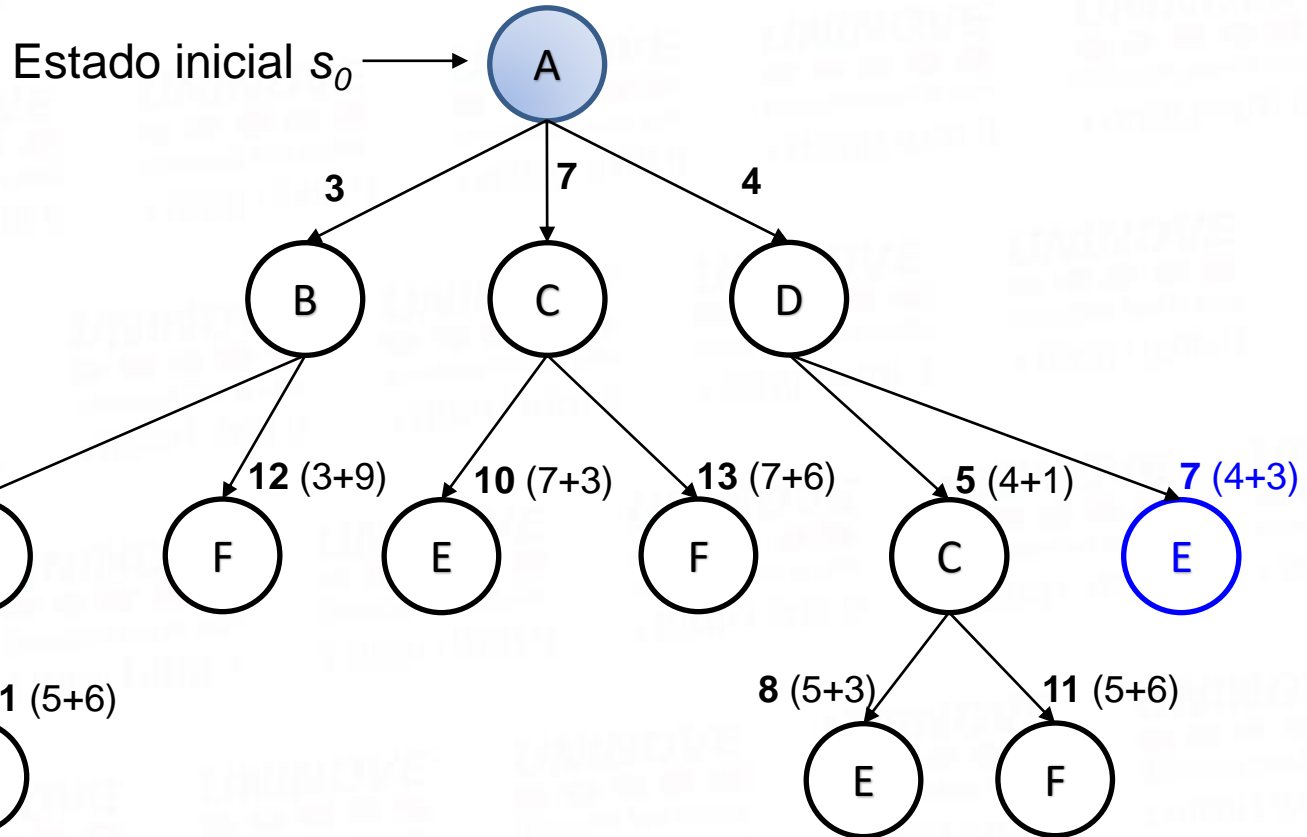 Estado inicial s₀
A
3
7
4
B
C
D
12 (3+9)
10 (7+3)
13 (7+6)
5 (4+1)
7 (4+3)
F
E
F
C
E
1 (5+6)
8 (5+3)
11 (5+6)
E
F